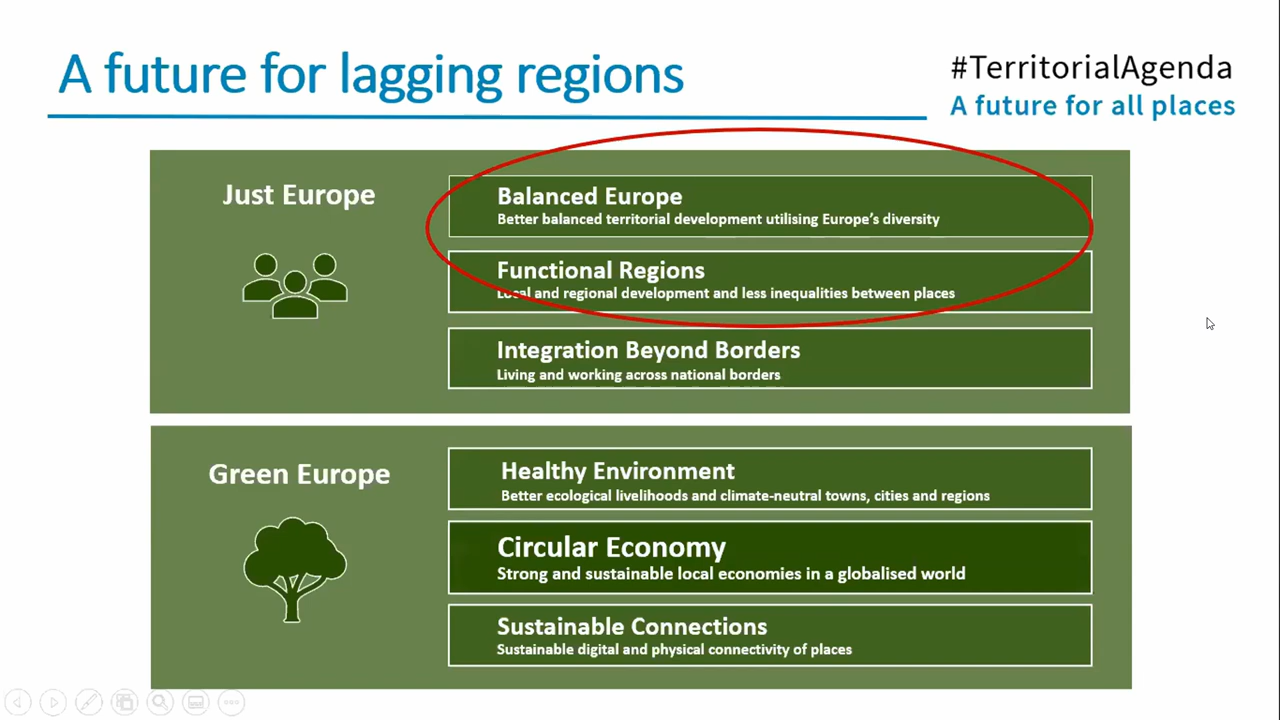 A future for lagging regions
#TerritorialAgenda
A future for all places
Just Europe
Balanced Europe
Better balanced territorial development utilising Europe's diversity
Functional Regions
Local and regional development and less inequalities between places
Integration Beyond Borders
Living and working across national borders
Green Europe
Healthy Environment
Better ecological livelihoods and climate-neutral towns, cities and regions
Circular Economy
Strong and sustainable local economies in a globalised world
Sustainable Connections
Sustainable digital and physical connectivity of places